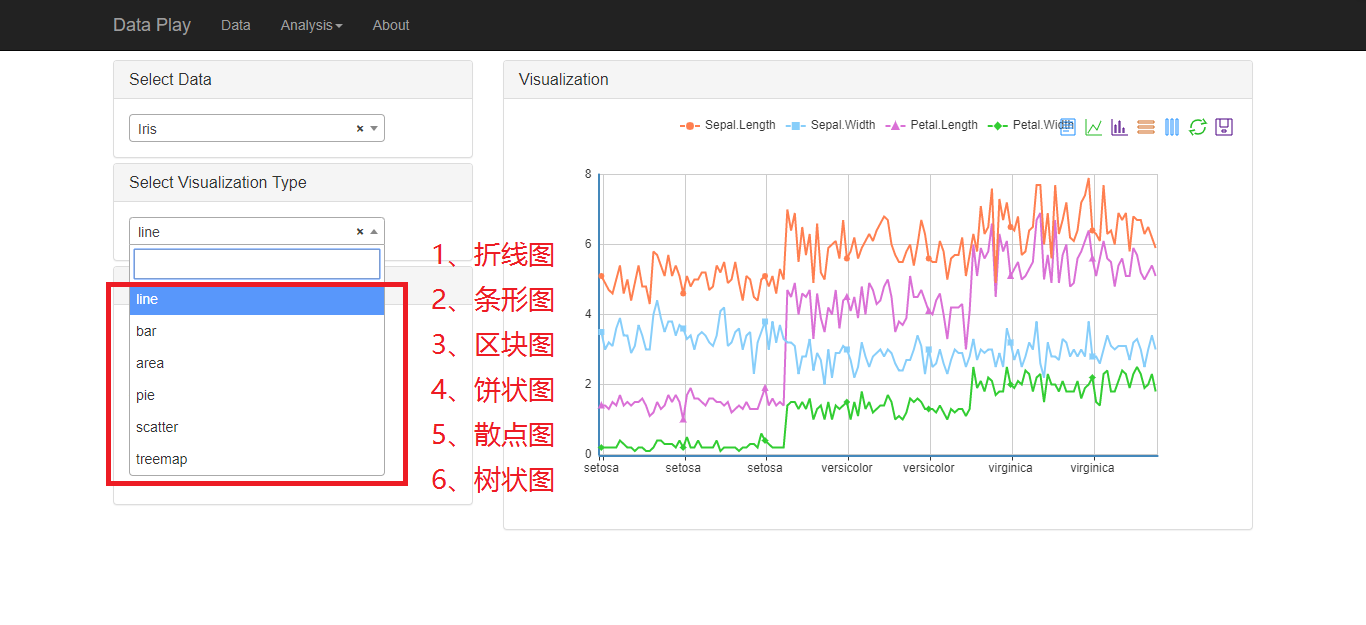 Data Play Data Analysis About
Select Data
Iris
Select Visualization Type
line
line
bar
area
pie
scatter
treemap
1、折线图
2、条形图
3、区块图
4、饼状图
5、散点图
6、树状图
Visualization
Sepal.Length Sepal.Width Petal.Length Petal.Width
8
6
4
2
0
setosa setosa setosa versicolor versicolor virginica virginica